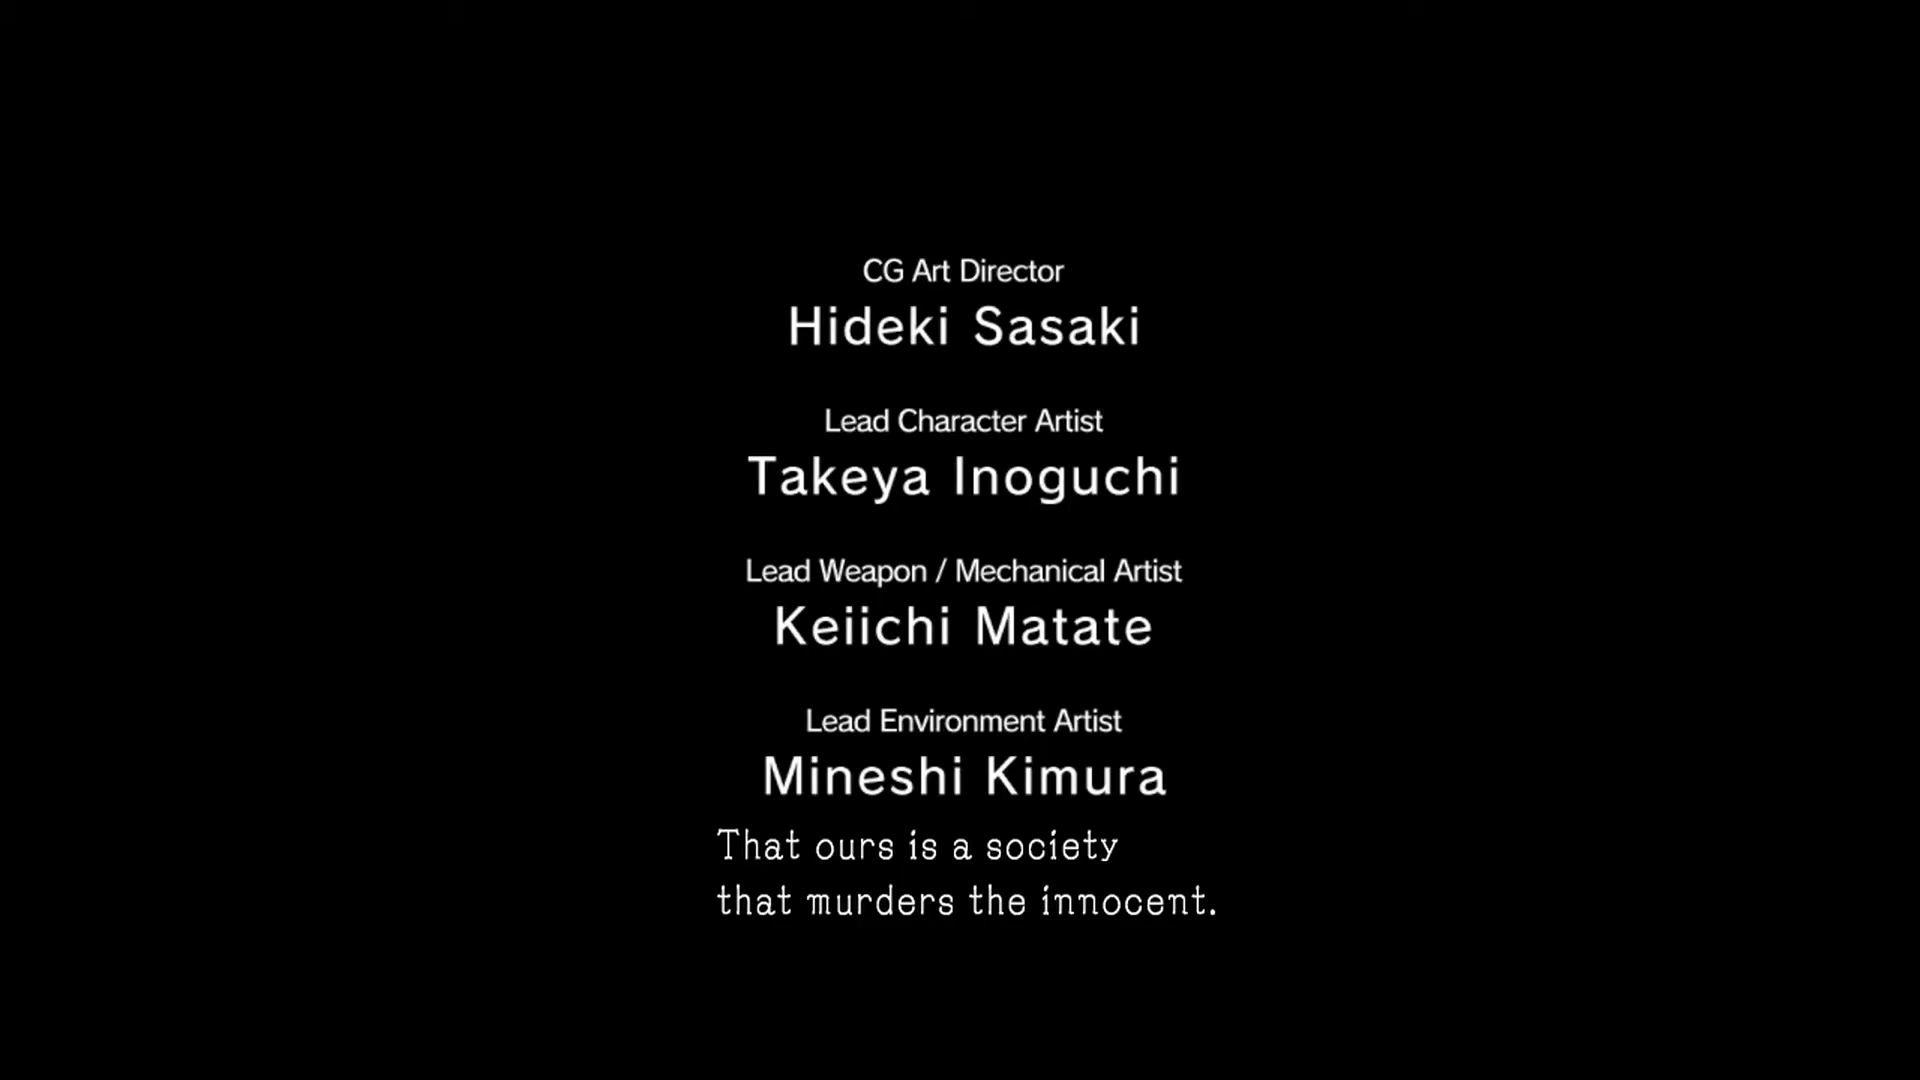 CG Art Director
Hideki Sasaki
Lead Character Artist
Takeya Inoguchi
Lead Weapon / Mechanical Artist
Keiichi Matate
Lead Environment Artist
Mineshi Kimura
That ours is a society
that murders the innocent.